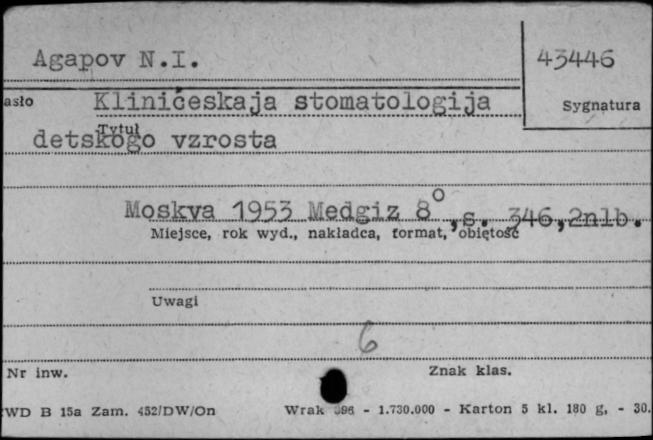 Agapov N.I.
43446
asło
Klinićeskaja stomatologija
Sygnatura
Tytuł
detskogo vzrosta
Moskva 1953 Medgiz 8°, s. 346,2nlb.
Miejsce, rok wyd., nakładca, format, objętość
Uwagi
6
Nr inw.
Znak klas.
WD B 15a Zam. 452/DW/On
Wrak 396 - 1.730.000 - Karton 5 kl. 180 g, - 30.